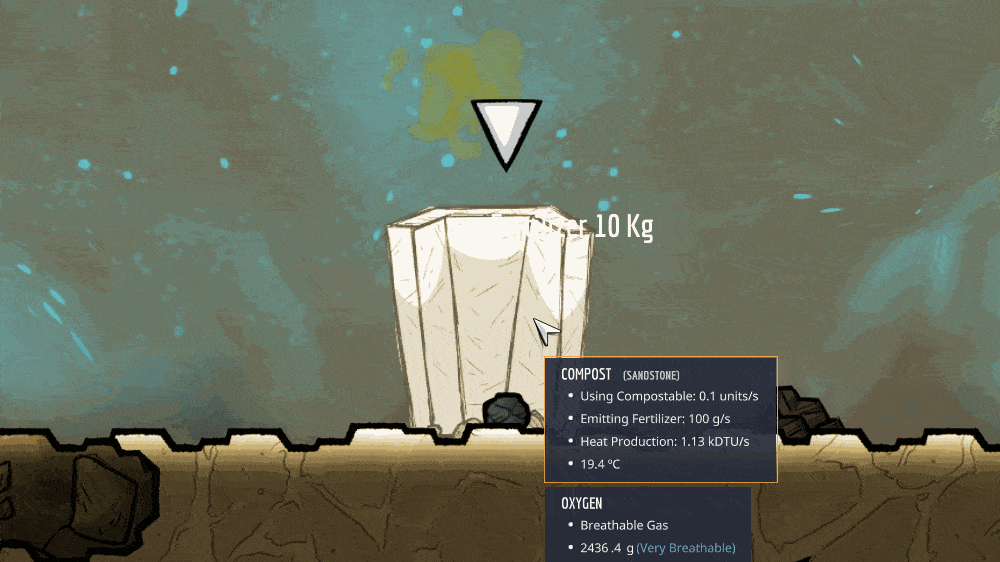 10 Kg
COMPOST (SANDSTONE)
• Using Compostable: 0.1 units/s
• Emitting Fertilizer: 100 g/s
• Heat Production: 1.13 kDTU/s
• 19.4 ºC
OXYGEN
• Breathable Gas
• 2436.4 g (Very Breathable)